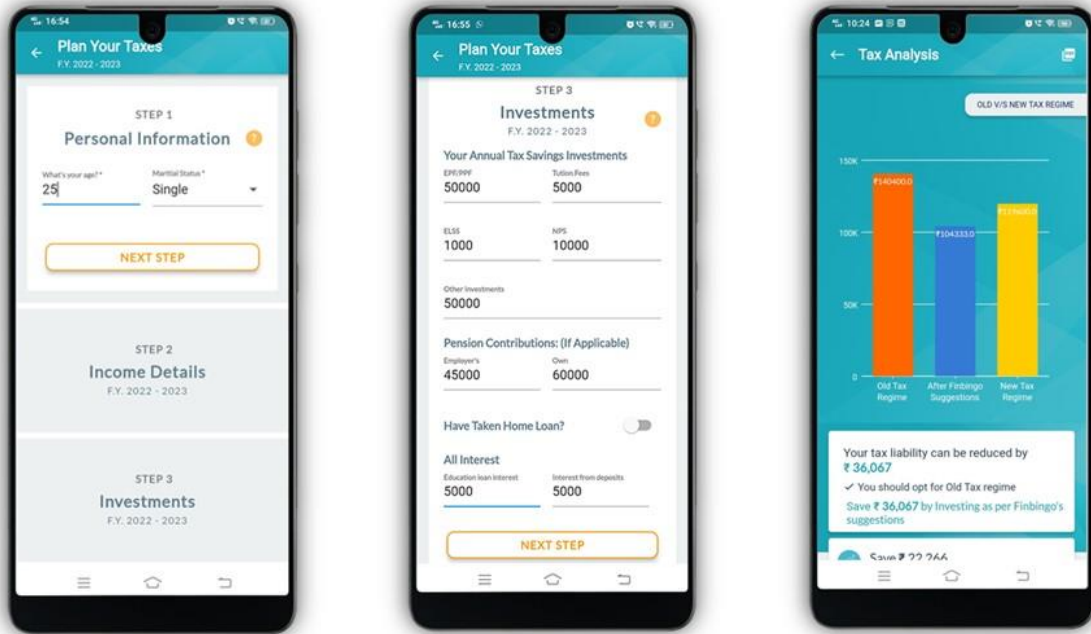 16:54
Plan Your Taxes
F.Y. 2022 - 2023
STEP 1
Personal Information ?
What's your age? * Maritial Status *
25 Single
NEXT STEP
STEP 2
Income Details
F.Y. 2022 - 2023
STEP 3
Investments
F.Y. 2022 - 2023
16:55
Plan Your Taxes
F.Y. 2022 - 2023
STEP 3
Investments ?
F.Y. 2022 - 2023
Your Annual Tax Savings Investments
EPF/PPF Tution Fees
50000 5000
ELSS NPS
1000 10000
Other Investments
50000
Pension Contributions: (If Applicable)
Employer's Own
45000 60000
Have Taken Home Loan?
All Interest
Education loan interest Interest from deposits
5000 5000
NEXT STEP
10:24
Tax Analysis
OLD V/S NEW TAX REGIME
150K
₹140400.0
₹104333.0
100K
50K
0
Old Tax Regime
After Finbingo Suggestions
New Tax Regime
Your tax liability can be reduced by
₹ 36,067
✓ You should opt for Old Tax regime
Save ₹ 36,067 by Investing as per Finbingo's
suggestions
Save ₹ 22,266